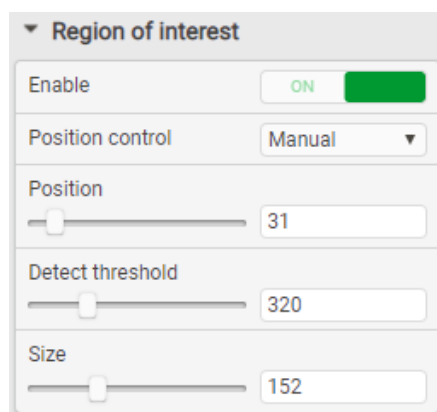 Region of interest
Enable ON
Position control Manual
Position
31
Detect threshold
320
Size
152